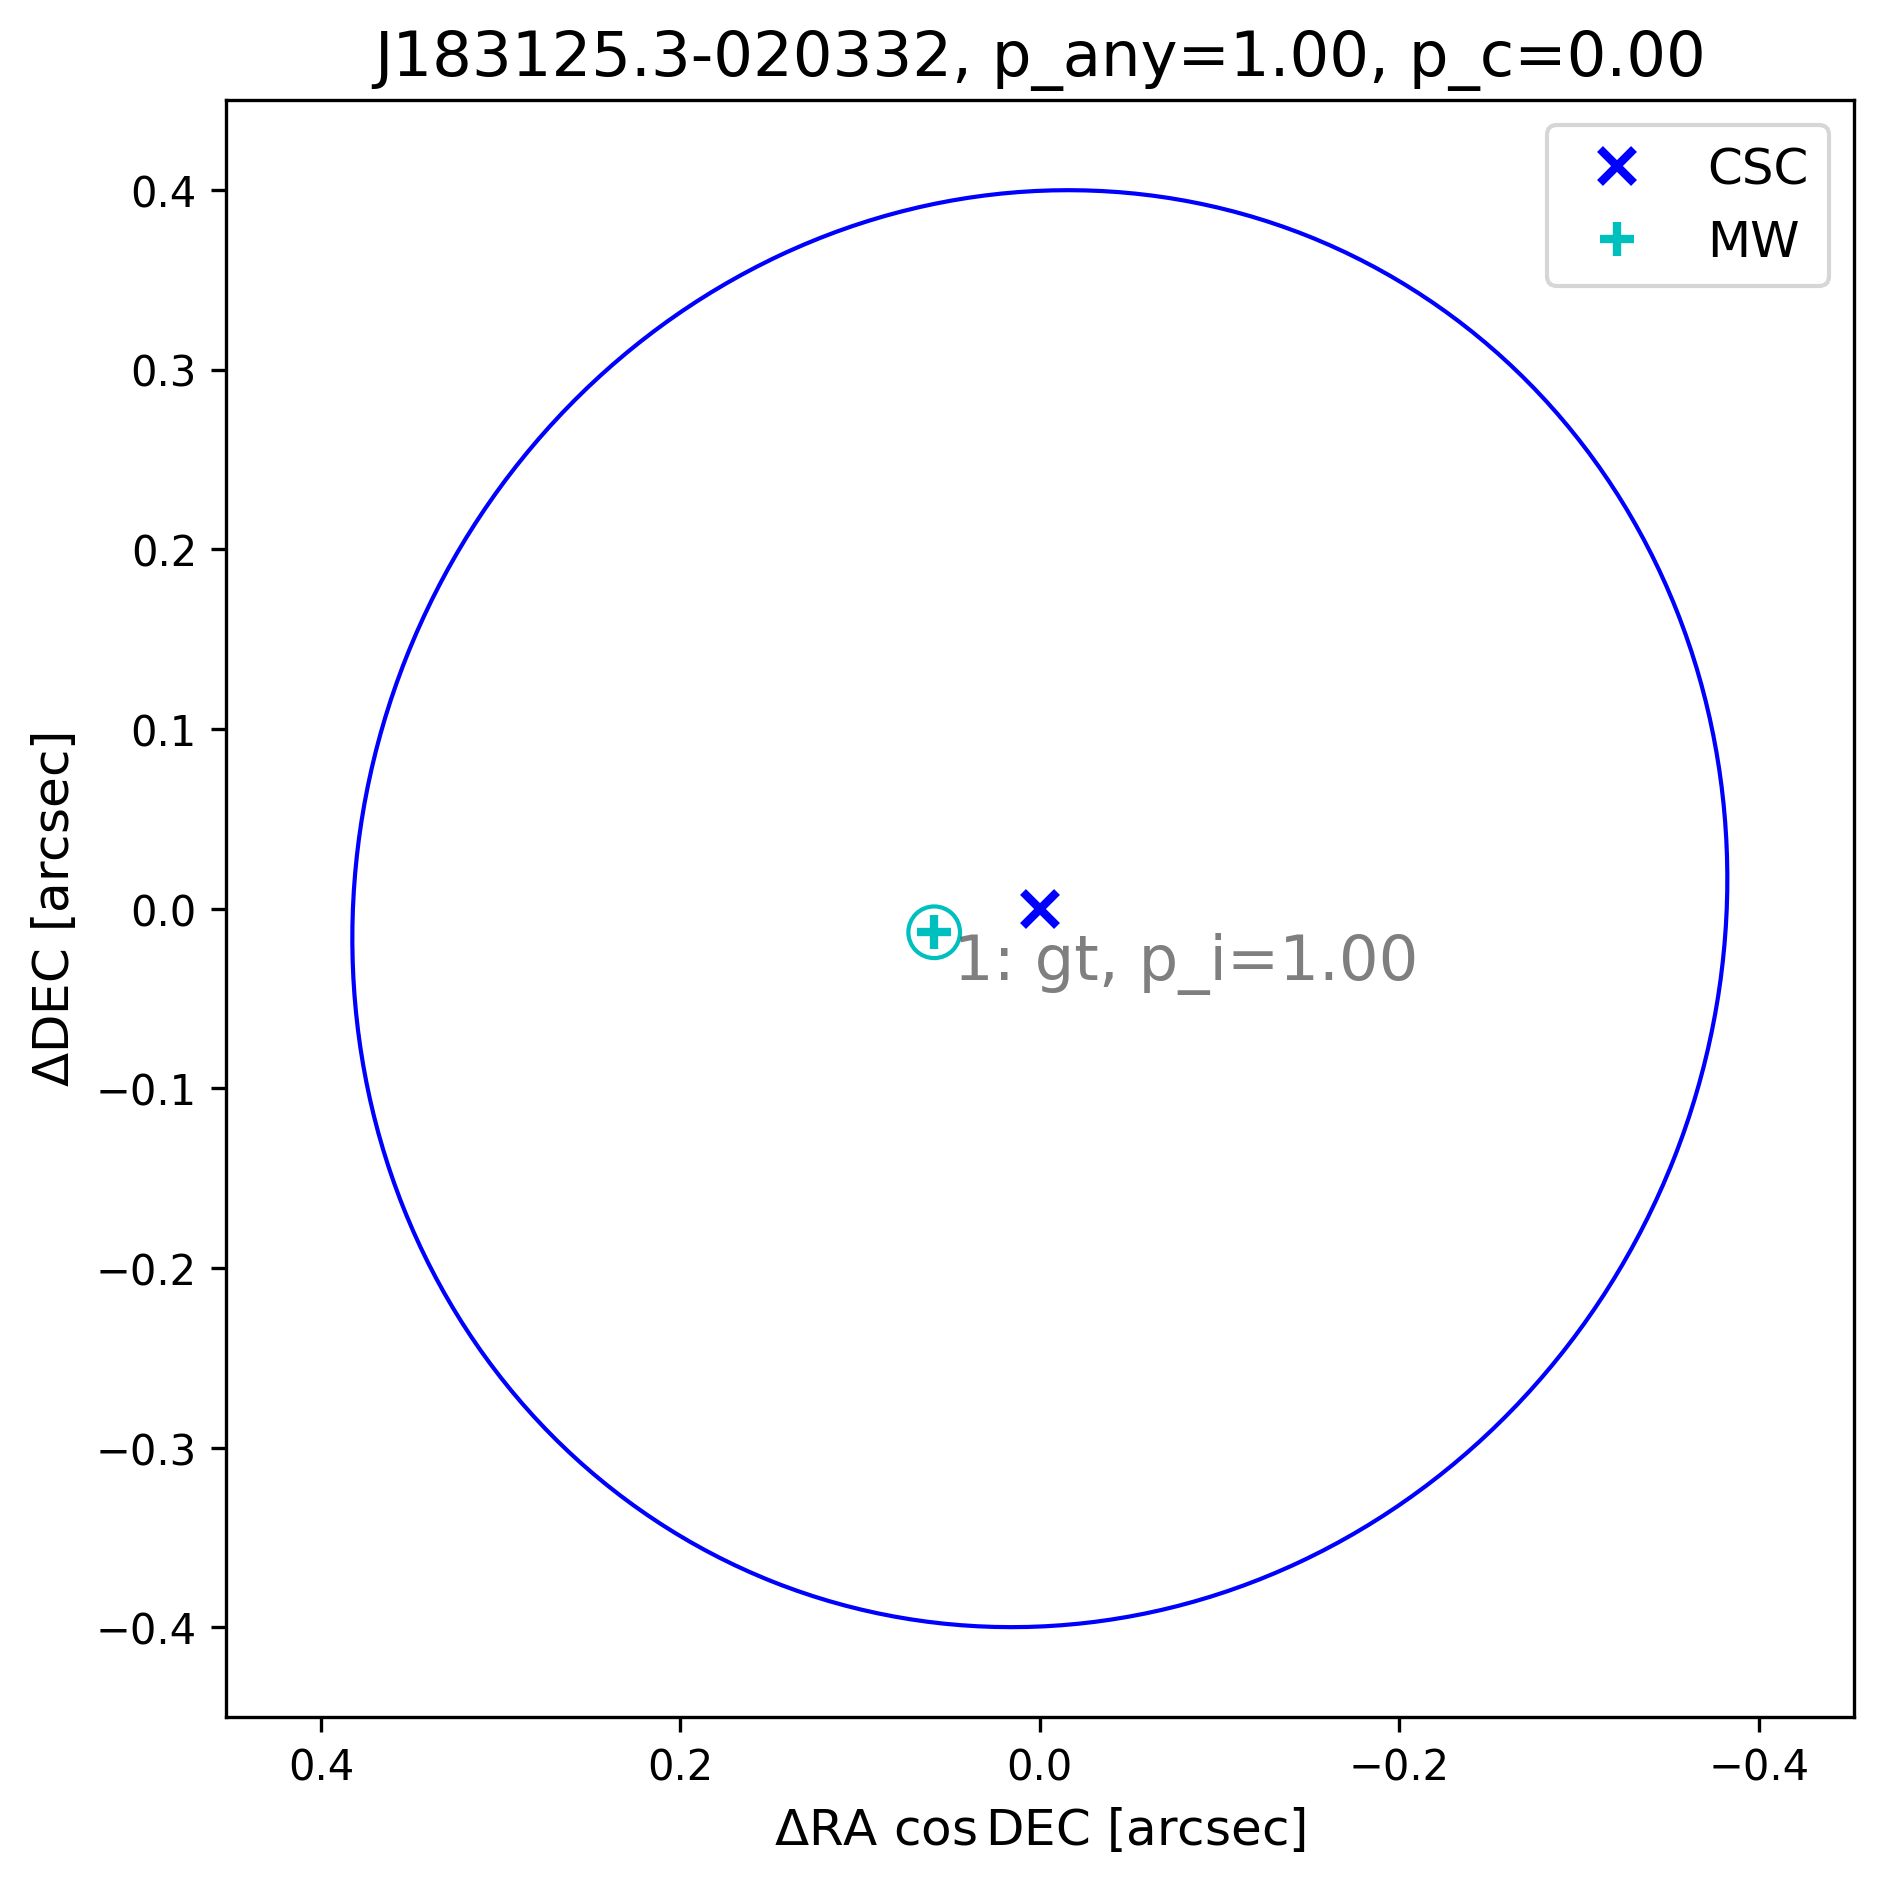 J183125.3-020332, p_any=1.00, p_c=0.00
CSC
MW
0.4
0.3
0.2
0.1
0.0
−0.1
−0.2
−0.3
−0.4
ΔDEC [arcsec]
1: gt, p_i=1.00
0.4 0.2 0.0 −0.2 −0.4
ΔRA cos DEC [arcsec]